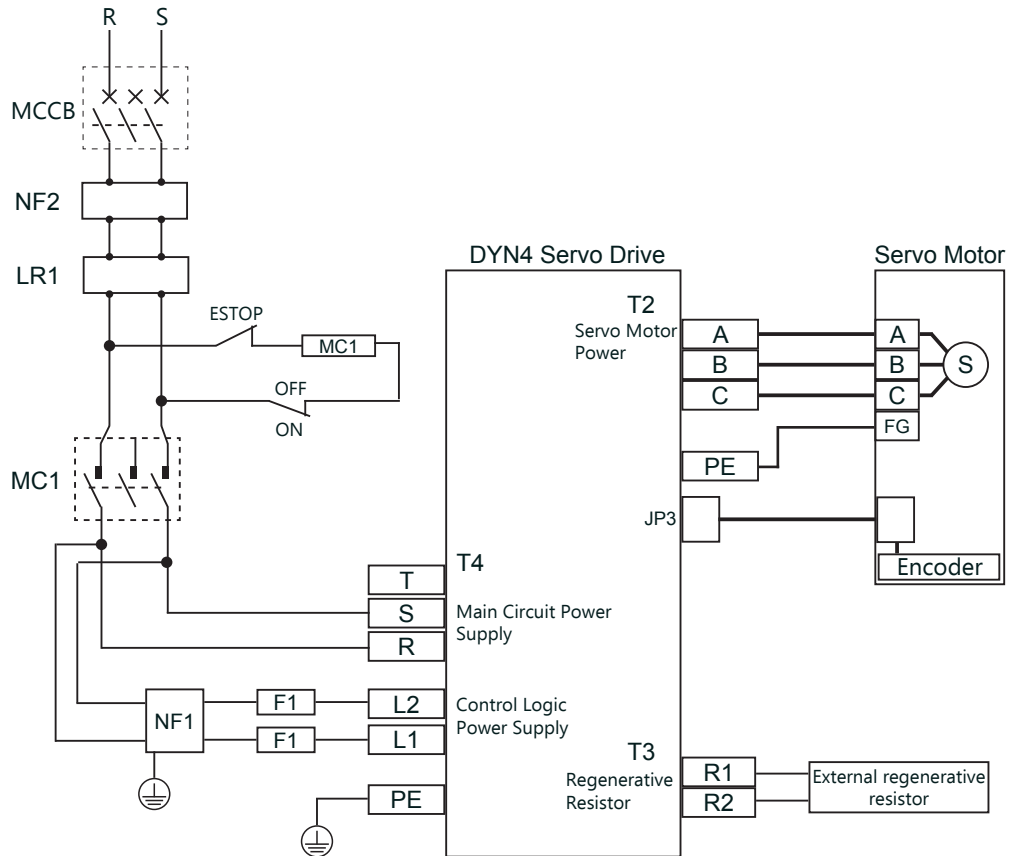 R S
MCCB
NF2
LR1
ESTOP
MC1
OFF
ON
MC1
DYN4 Servo Drive
Servo Motor
T2
Servo Motor
Power
A
B
C
PE
JP3
A
B
C
FG
S
Encoder
T4
T
S
R
Main Circuit Power
Supply
NF1
F1
F1
L2
L1
Control Logic
Power Supply
PE
T3
Regenerative
Resistor
R1
R2
External regenerative
resistor